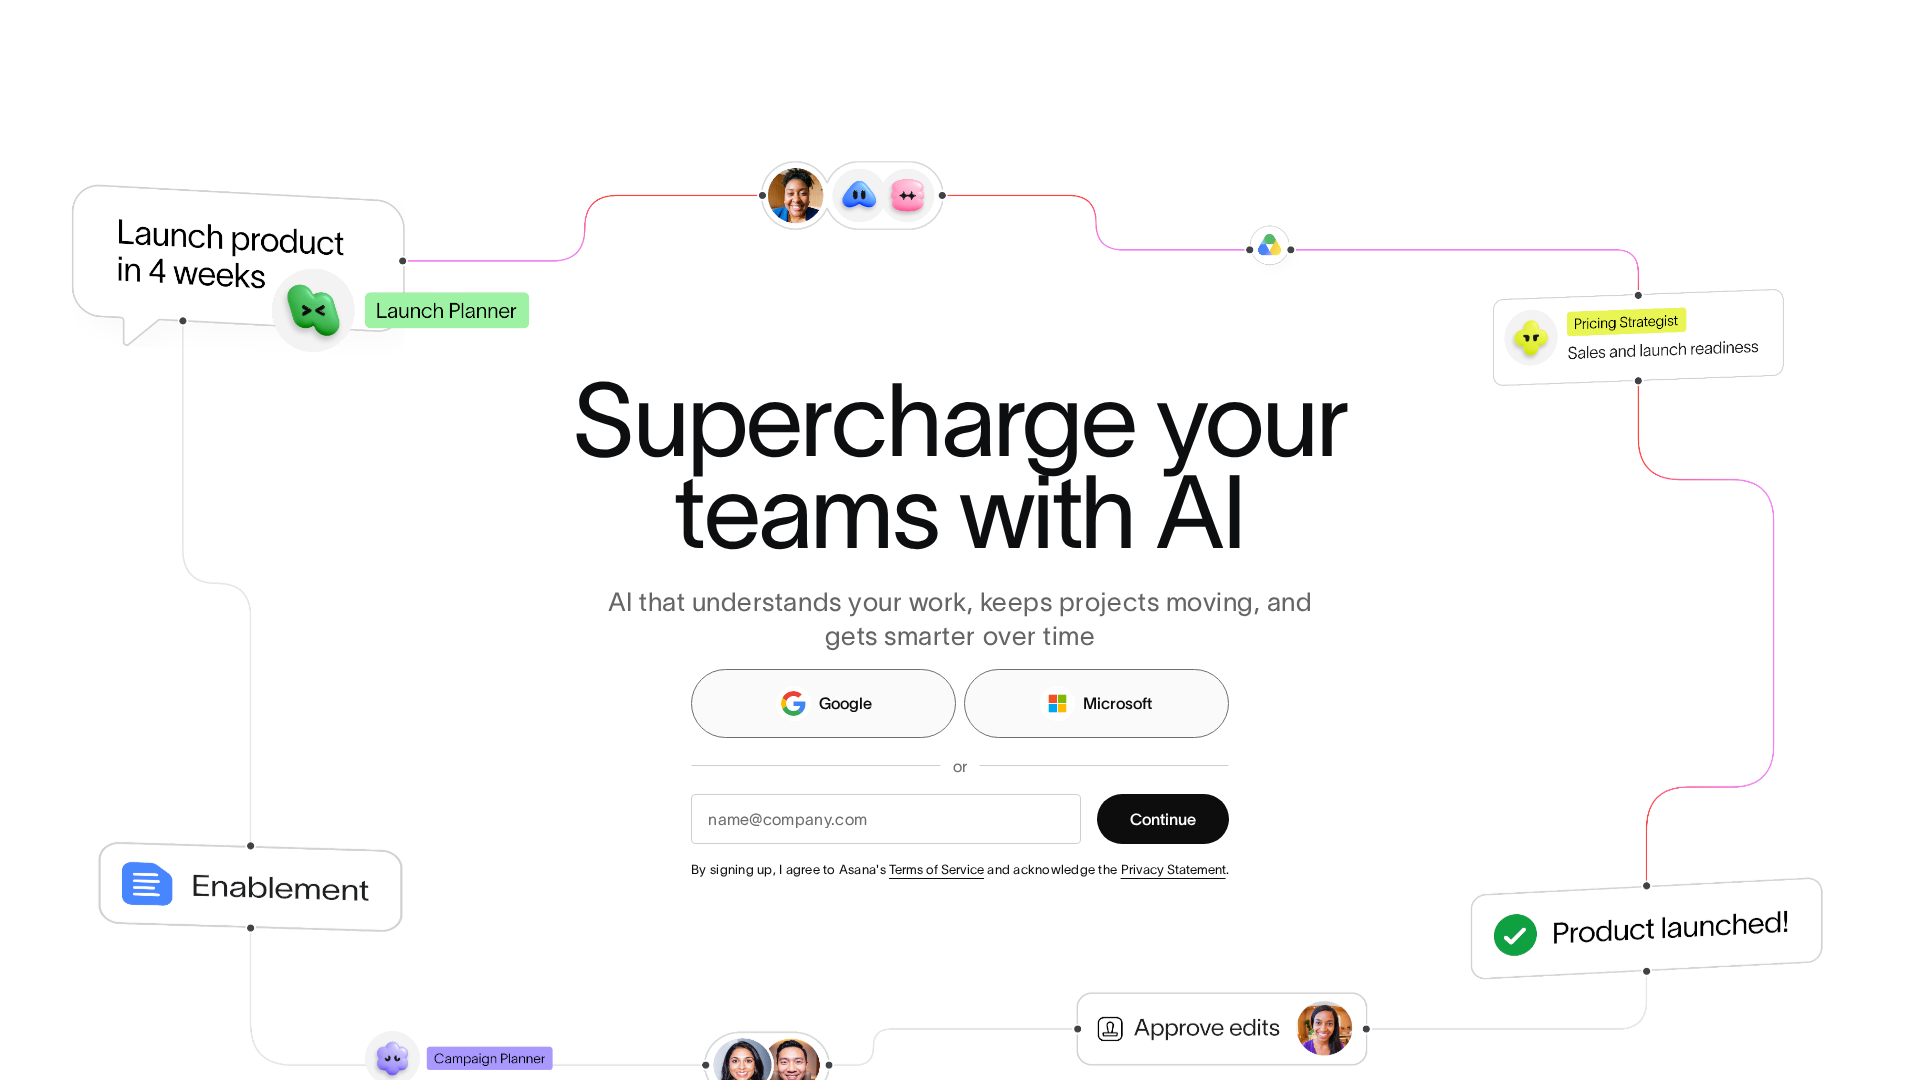 Launch product
in 4 weeks
Launch Planner
Pricing Strategist
Sales and launch readiness
Supercharge your
teams with AI
AI that understands your work, keeps projects moving, and
gets smarter over time
Google
Microsoft
or
name@company.com
Continue
By signing up, I agree to Asana's Terms of Service and acknowledge the Privacy Statement.
Enablement
Product launched!
Approve edits
Campaign Planner